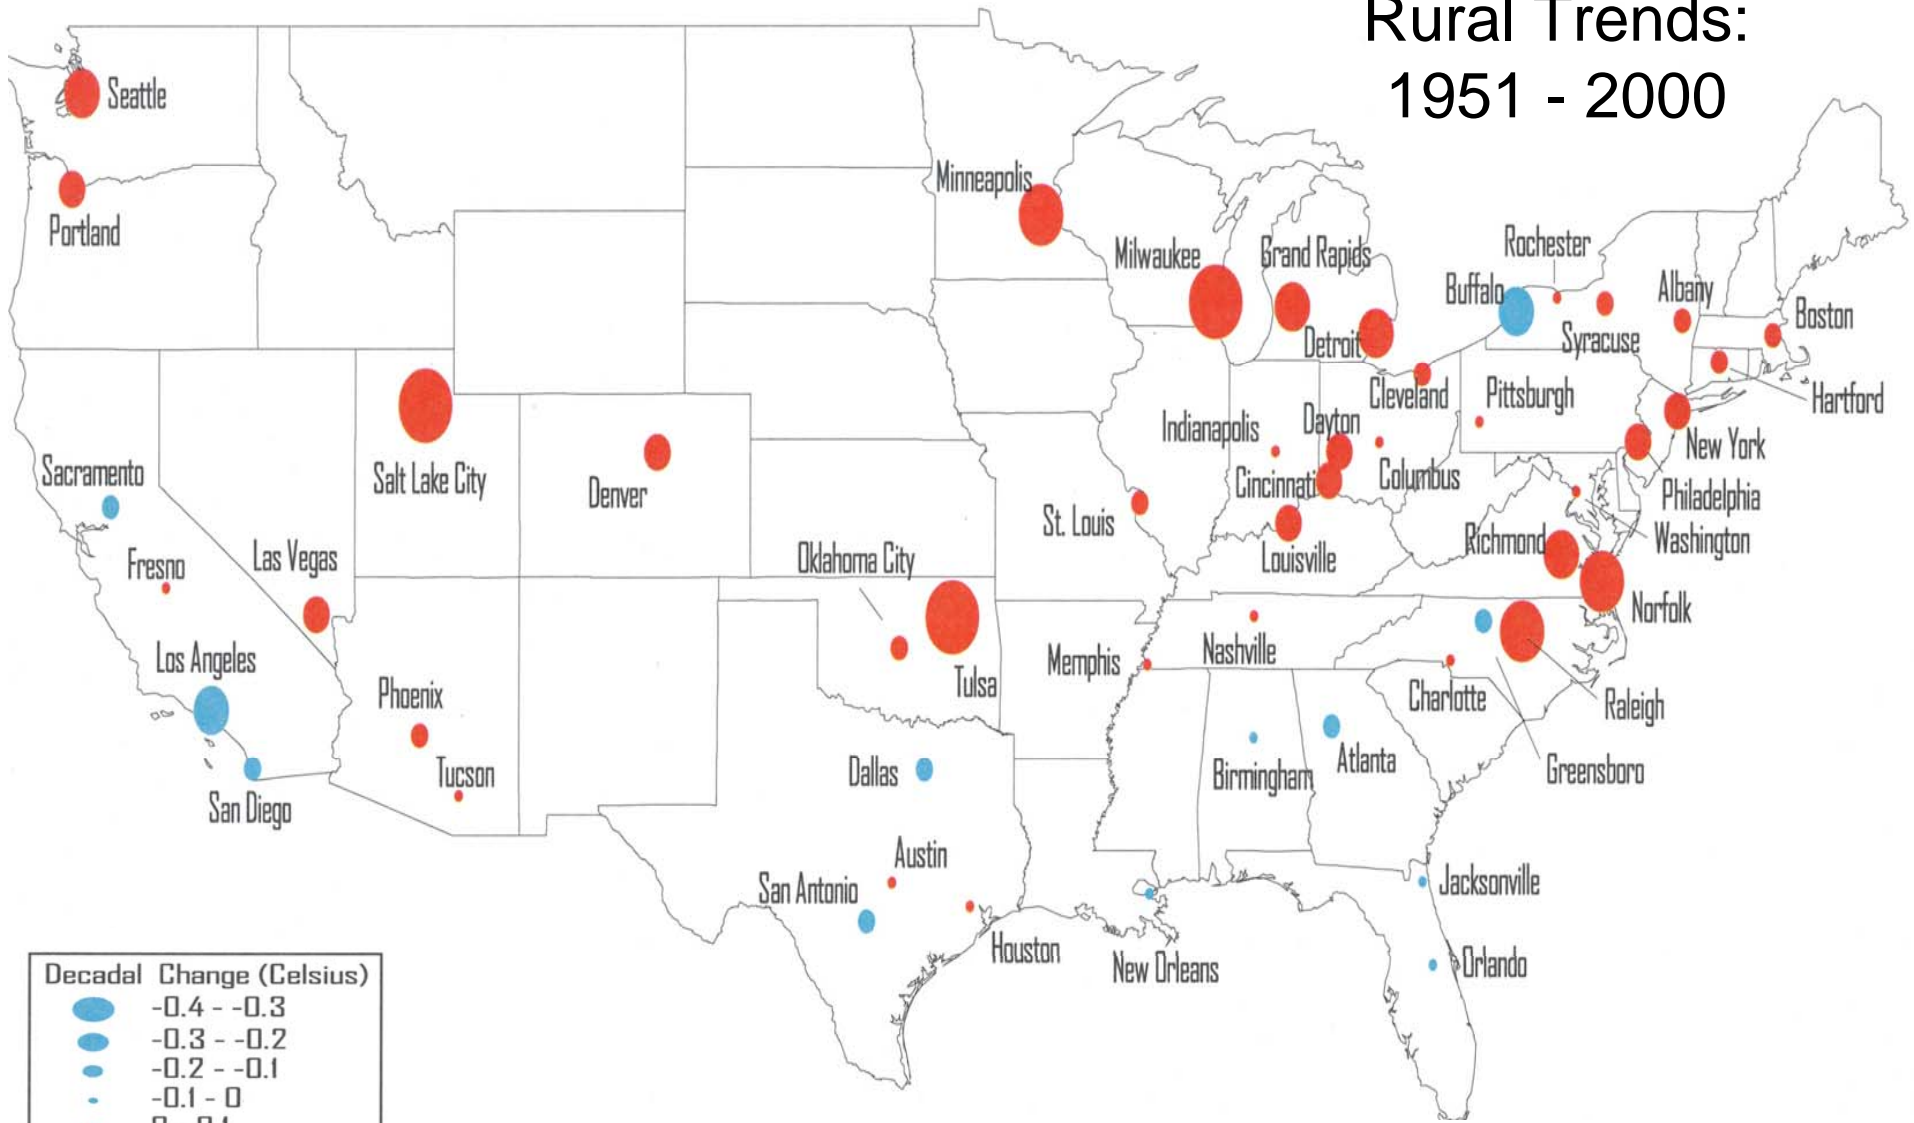 Rural Trends:
1951 - 2000
Seattle
Portland
Minneapolis
Milwaukee
Grand Rapids
Detroit
Rochester
Buffalo
Albany
Boston
Syracuse
Cleveland
Pittsburgh
Hartford
Indianapolis
Dayton
New York
Columbus
Cincinnati
Philadelphia
Washington
Sacramento
Salt Lake City
Denver
St. Louis
Richmond
Louisville
Fresno
Las Vegas
Oklahoma City
Norfolk
Los Angeles
Tulsa
Memphis
Nashville
Charlotte
Raleigh
Phoenix
Tucson
Dallas
Birmingham
Atlanta
Greensboro
San Diego
Austin
San Antonio
Jacksonville
Houston
New Orleans
Orlando
Decadal Change (Celsius)
-0.4 - -0.3
-0.3 - -0.2
-0.2 - -0.1
-0.1 - 0